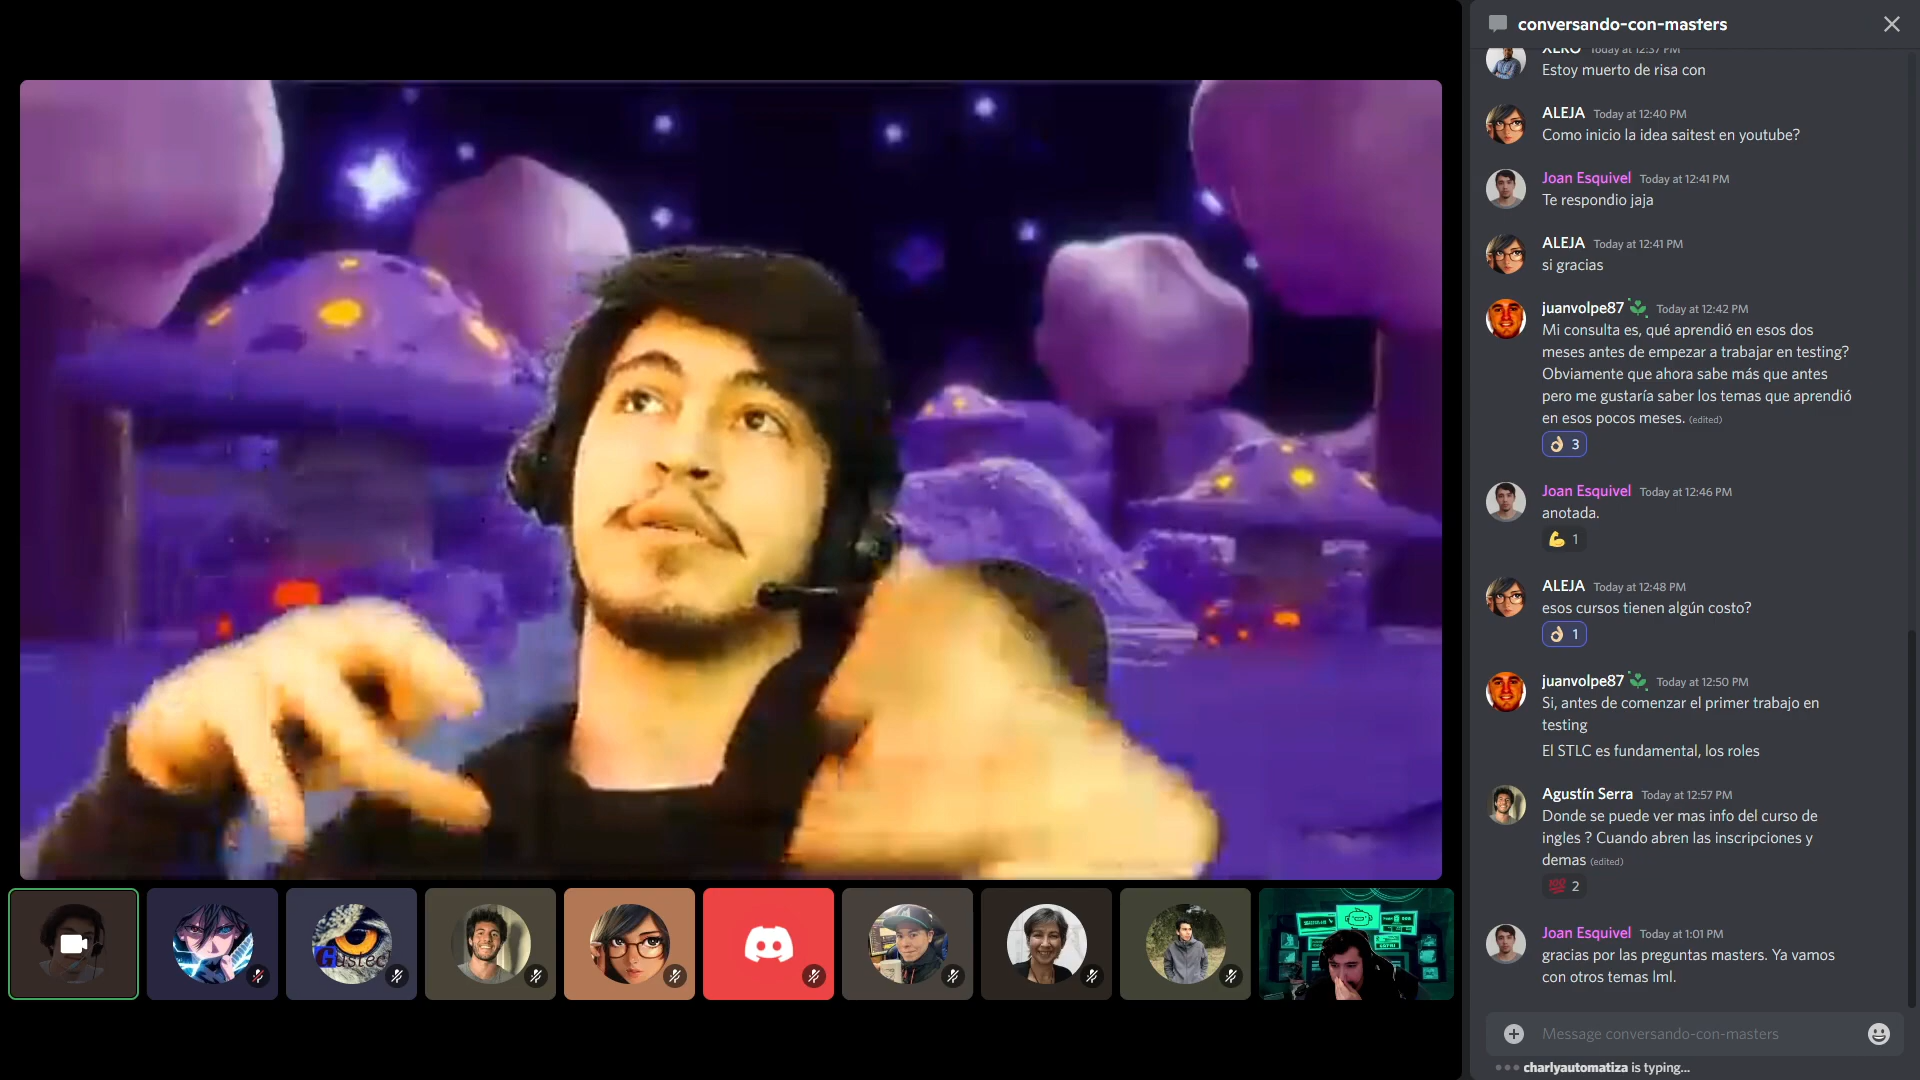 conversando-con-masters
XERO Today at 12:37 PM
Estoy muerto de risa con
ALEJA Today at 12:40 PM
Como inicio la idea saitest en youtube?
Joan Esquivel Today at 12:41 PM
Te respondio jaja
ALEJA Today at 12:41 PM
si gracias
juanvolpe87 Today at 12:42 PM
Mi consulta es, qué aprendió en esos dos
meses antes de empezar a trabajar en testing?
Obviamente que ahora sabe más que antes
pero me gustaría saber los temas que aprendió
en esos pocos meses. (edited)
👌🏻 3
Joan Esquivel Today at 12:46 PM
anotada.
💪 1
ALEJA Today at 12:48 PM
esos cursos tienen algún costo?
👌🏻 1
juanvolpe87 Today at 12:50 PM
Si, antes de comenzar el primer trabajo en
testing
El STLC es fundamental, los roles
Agustín Serra Today at 12:57 PM
Donde se puede ver mas info del curso de
ingles ? Cuando abren las inscripciones y
demas (edited)
💯 2
Joan Esquivel Today at 1:01 PM
gracias por las preguntas masters. Ya vamos
con otros temas lml.
Message conversando-con-masters
charlyautomatiza is typing...